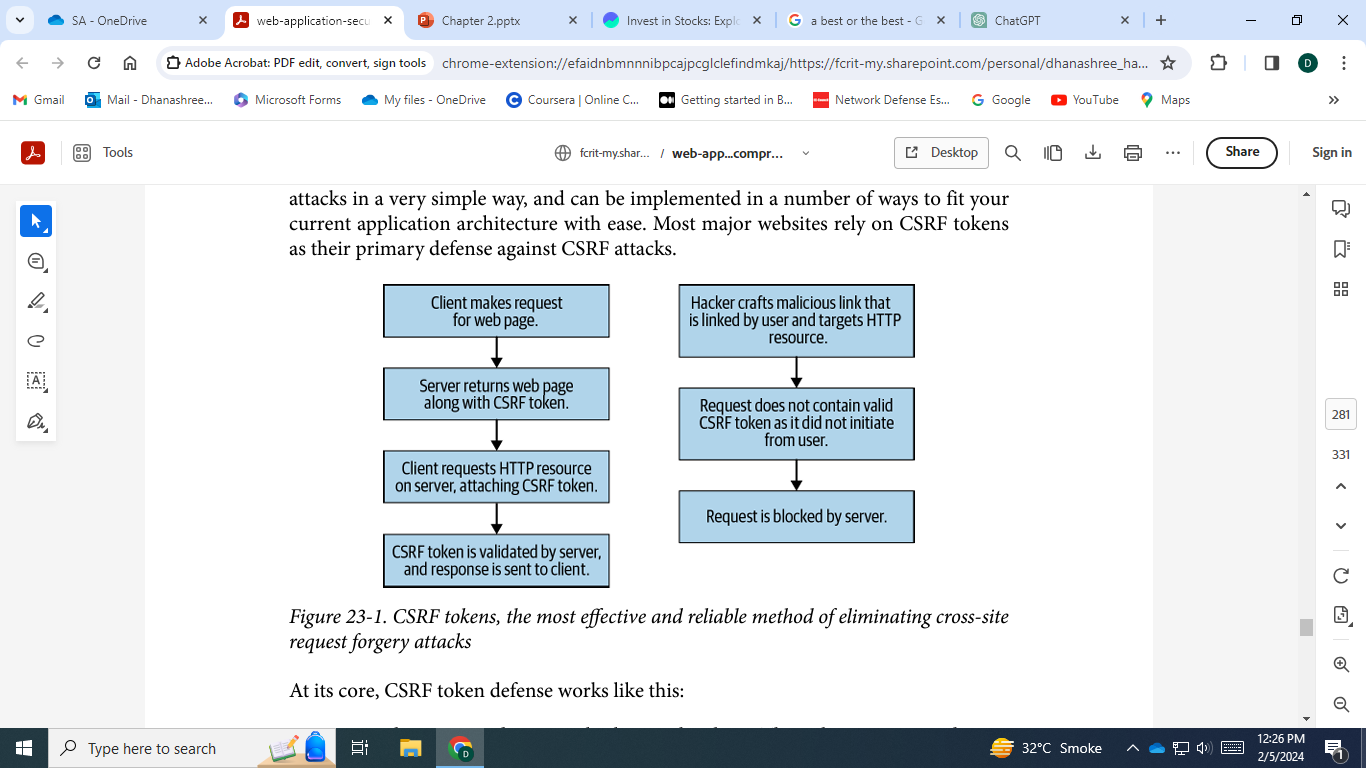 SA - OneDrive
web-application-secu
Chapter 2.pptx
Invest in Stocks: Explo
a best or the best - G
ChatGPT
Adobe Acrobat: PDF edit, convert, sign tools
chrome-extension://efaidnbmnnnibpcajpcglclefindmkaj/https://fcrit-my.sharepoint.com/personal/dhanashree_ha...
D
Gmail
Mail - Dhanashree...
Microsoft Forms
My files - OneDrive
Coursera | Online C...
Getting started in B...
Network Defense Es...
Google
YouTube
Maps
Tools
fcrit-my.shar... / web-app...compr...
Desktop
Share
Sign in
attacks in a very simple way, and can be implemented in a number of ways to fit your
current application architecture with ease. Most major websites rely on CSRF tokens
as their primary defense against CSRF attacks.
Client makes request
for web page.
Server returns web page
along with CSRF token.
Client requests HTTP resource
on server, attaching CSRF token.
CSRF token is validated by server,
and response is sent to client.
Hacker crafts malicious link that
is linked by user and targets HTTP
resource.
Request does not contain valid
CSRF token as it did not initiate
from user.
Request is blocked by server.
Figure 23-1. CSRF tokens, the most effective and reliable method of eliminating cross-site
request forgery attacks
At its core, CSRF token defense works like this:
281
331
Type here to search
32°C Smoke
12:26 PM
2/5/2024
1